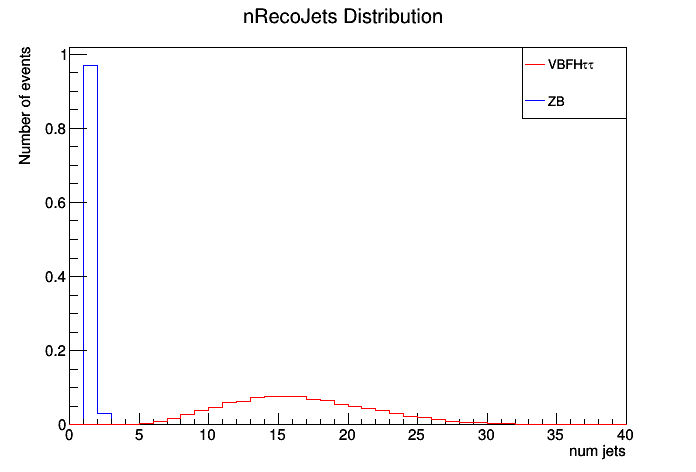 nRecoJets Distribution
Number of events
1
0.8
0.6
0.4
0.2
0
VBFHττ
ZB
0 5 10 15 20 25 30 35 40
num jets